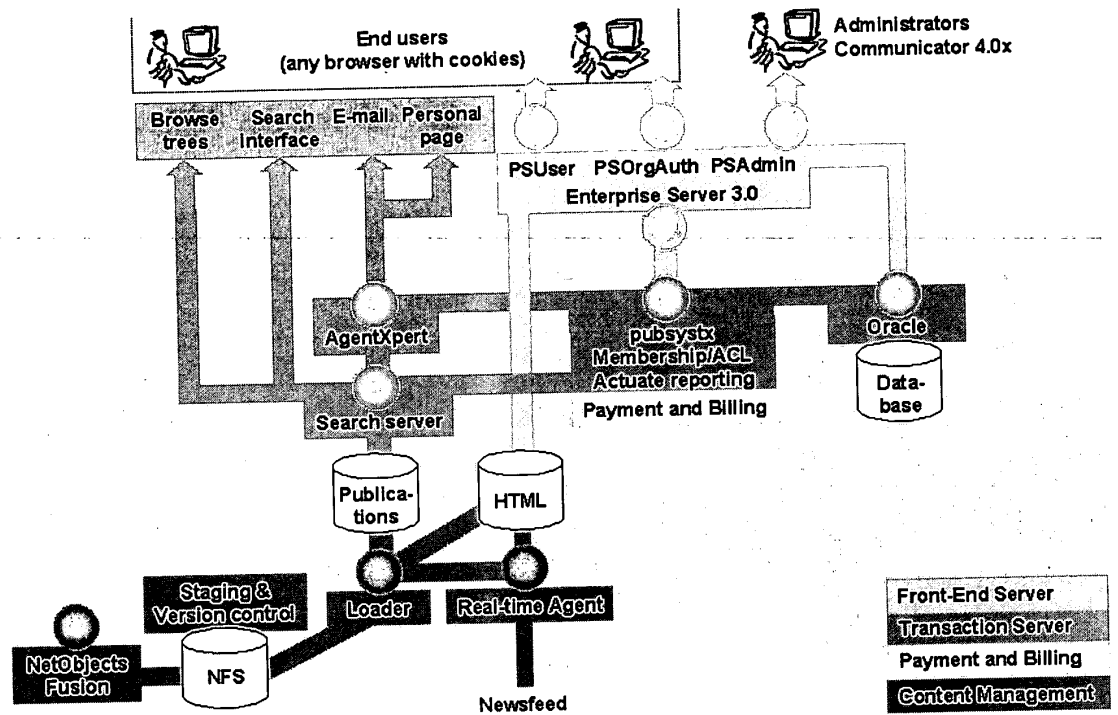 End users
(any browser with cookies)
Administrators
Communicator 4.0x
Browse
trees
Search
interface
E-mail
Personal
page
PSUser
PSOrgAuth
PSAdmin
Enterprise Server 3.0
AgentXpert
pubsystx
Membership/ACL
Actuate reporting
Payment and Billing
Oracle
Data-
base
Search server
Publica-
tions
HTML
Staging &
Version control
Loader
Real-time Agent
NetObjects
Fusion
NFS
Newsfeed
Front-End Server
Transaction Server
Payment and Billing
Content Management